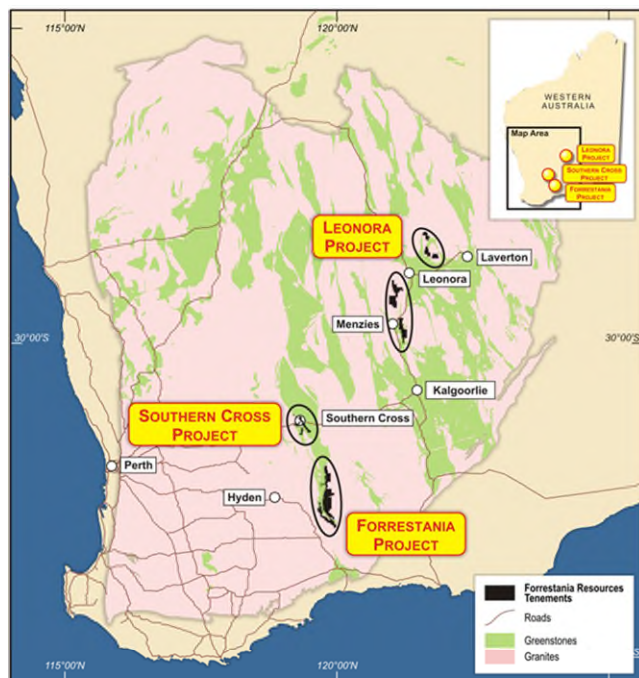 115°00'E
120°00'E
WESTERN
AUSTRALIA
Map Area
LEONORA
PROJECT
SOUTHERN CROSS
PROJECT
FORRESTANIA
PROJECT
LEONORA
PROJECT
Laverton
Leonora
Menzies
30°00'S
30°00'S
Kalgoorlie
SOUTHERN CROSS
PROJECT
Southern Cross
Perth
Hyden
FORRESTANIA
PROJECT
Forrestania Resources
Tenements
Roads
Greenstones
Granites
115°00'E
120°00'E